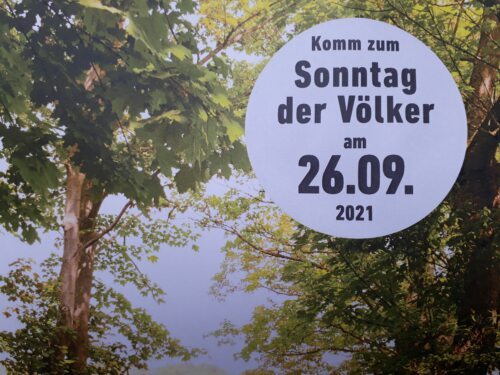 Komm zum
Sonntag
der Völker
am
26.09.
2021